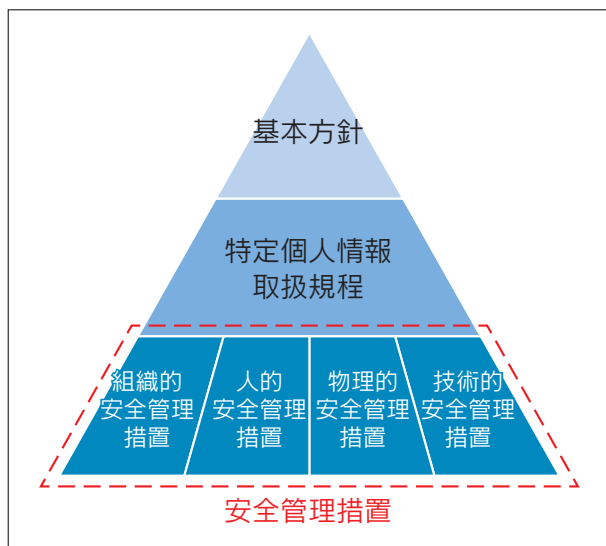 基本方針
特定個人情報
取扱規程
組織的
安全管理
措置
人的
安全管理
措置
物理的
安全管理
措置
技術的
安全管理
措置
安全管理措置